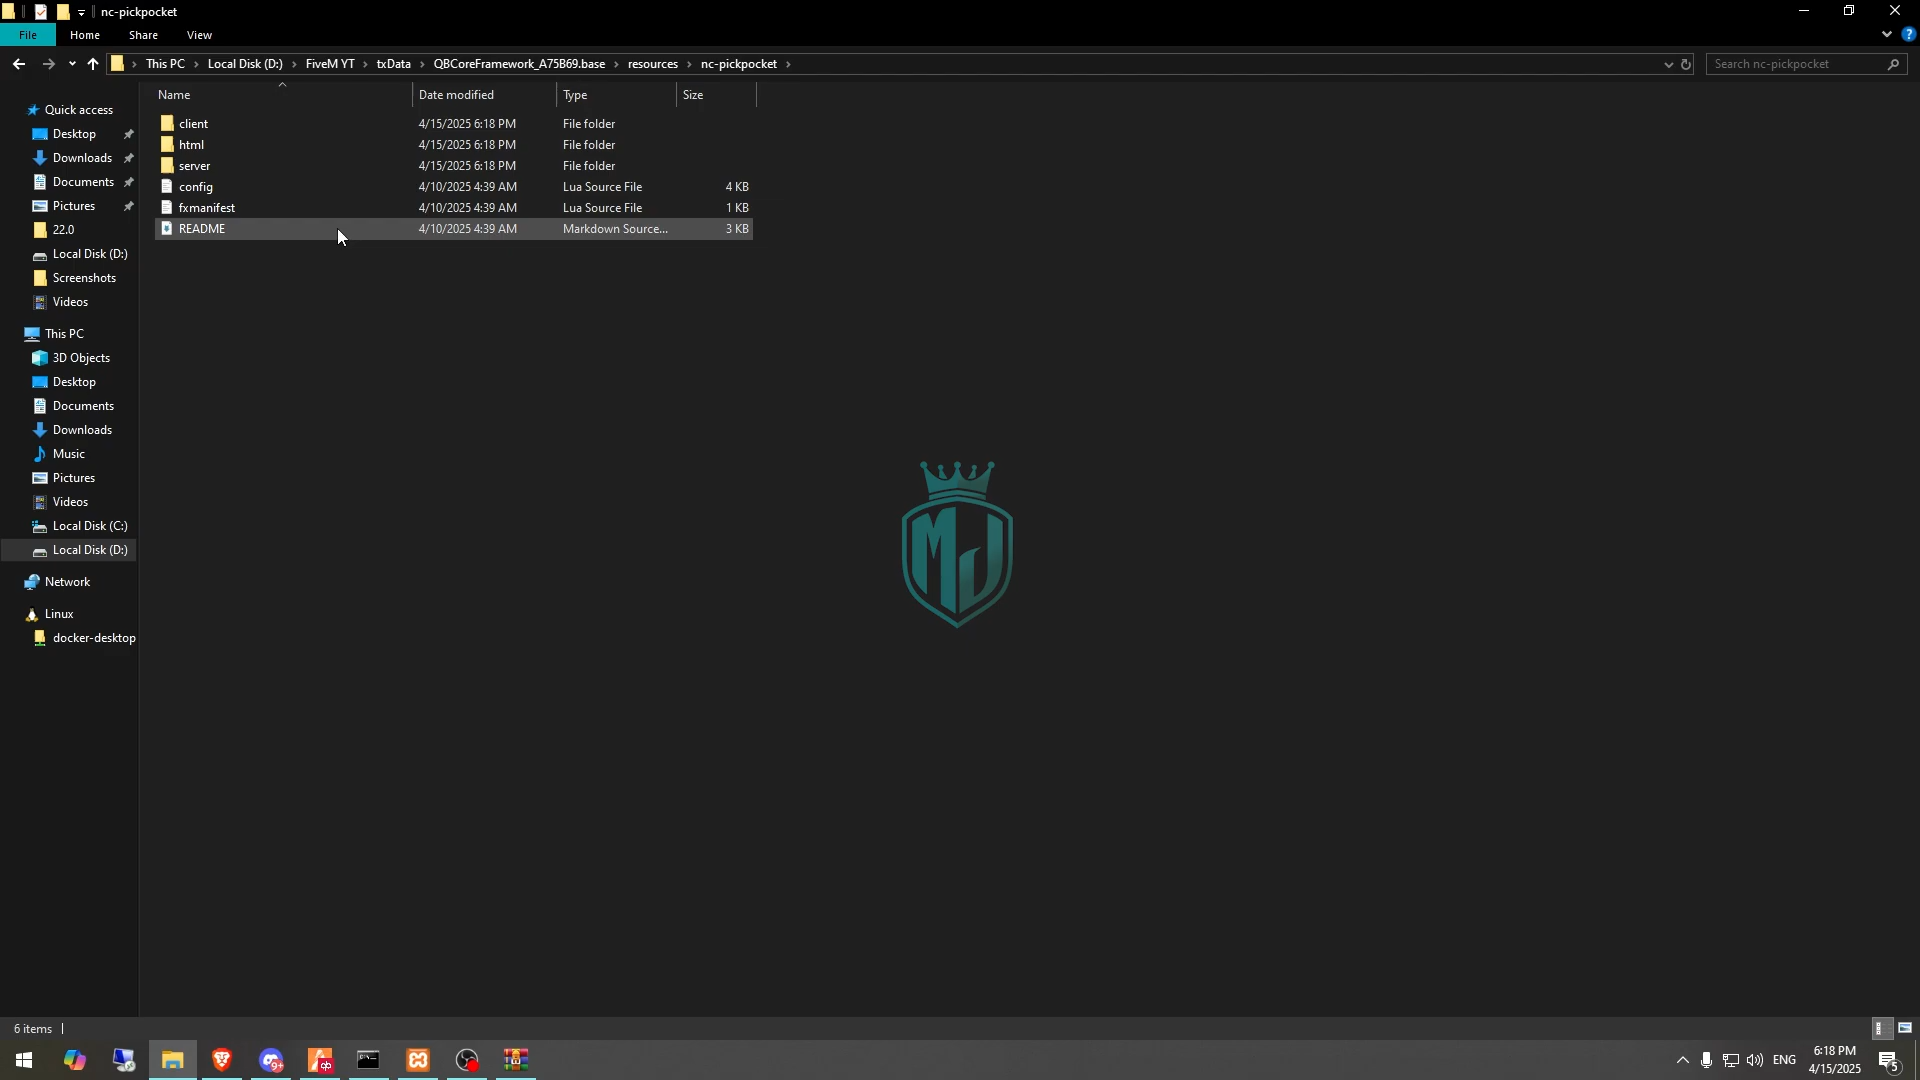 nc-pickpocket
File Home Share View
This PC Local Disk (D:) FiveM YT txData QBCoreFramework_A75B69.base resources nc-pickpocket
Search nc-pickpocket
Name Date modified Type Size
client 4/15/2025 6:18 PM File folder
html 4/15/2025 6:18 PM File folder
server 4/15/2025 6:18 PM File folder
config 4/10/2025 4:39 AM Lua Source File 4 KB
fxmanifest 4/10/2025 4:39 AM Lua Source File 1 KB
README 4/10/2025 4:39 AM Markdown Source... 3 KB
Quick access
Desktop
Downloads
Documents
Pictures
22.0
Local Disk (D:)
Screenshots
Videos
This PC
3D Objects
Desktop
Documents
Downloads
Music
Pictures
Videos
Local Disk (C:)
Local Disk (D:)
Network
Linux
docker-desktop
MJ
6 items
9+
ENG
6:18 PM
4/15/2025
5